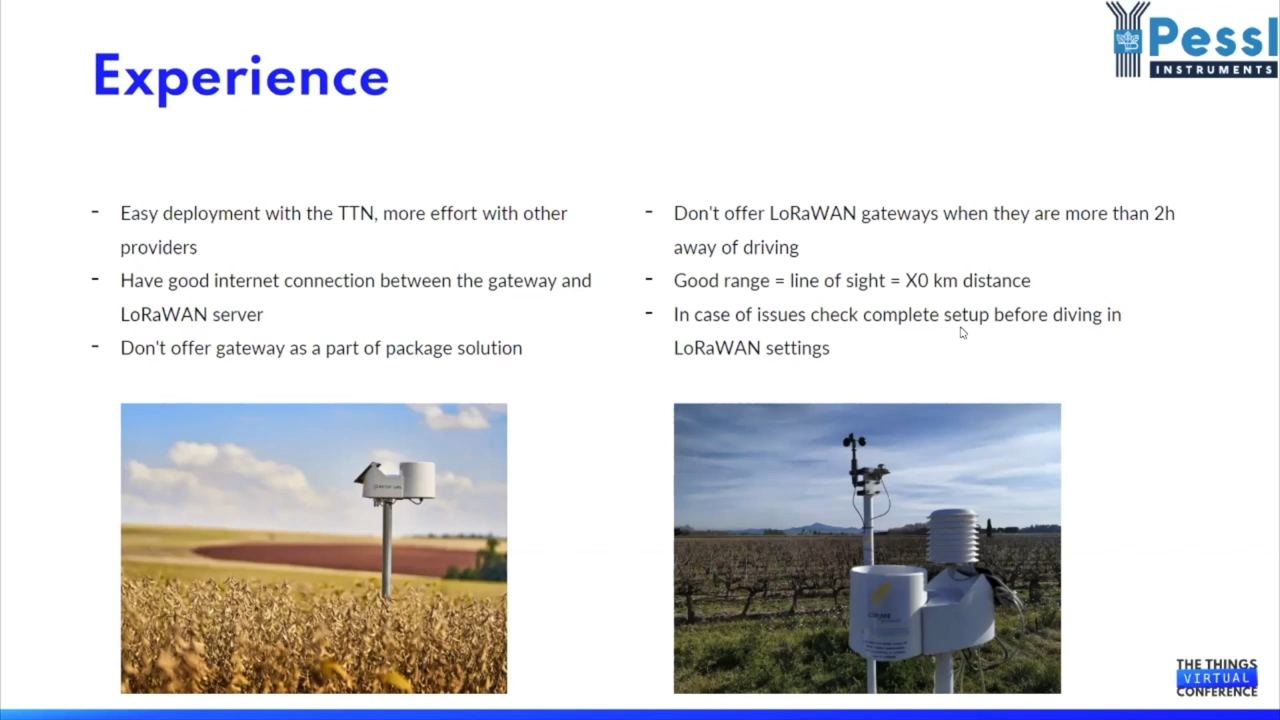 Pessl
INSTRUMENTS
Experience
- Easy deployment with the TTN, more effort with other
providers
- Have good internet connection between the gateway and
LoRaWAN server
- Don't offer gateway as a part of package solution
- Don't offer LoRaWAN gateways when they are more than 2h
away of driving
- Good range = line of sight = X0 km distance
- In case of issues check complete setup before diving in
LoRaWAN settings
THE THINGS
VIRTUAL
CONFERENCE